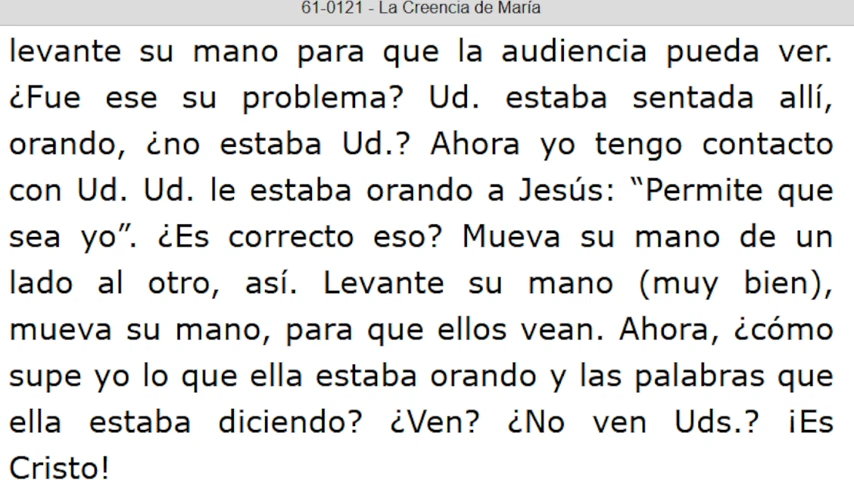 61-0121 - La Creencia de María
levante su mano para que la audiencia pueda ver.
¿Fue ese su problema? Ud. estaba sentada allí,
orando, ¿no estaba Ud.? Ahora yo tengo contacto
con Ud. Ud. le estaba orando a Jesús: “Permite que
sea yo”. ¿Es correcto eso? Mueva su mano de un
lado al otro, así. Levante su mano (muy bien),
mueva su mano, para que ellos vean. Ahora, ¿cómo
supe yo lo que ella estaba orando y las palabras que
ella estaba diciendo? ¿Ven? ¿No ven Uds.? ¡Es
Cristo!